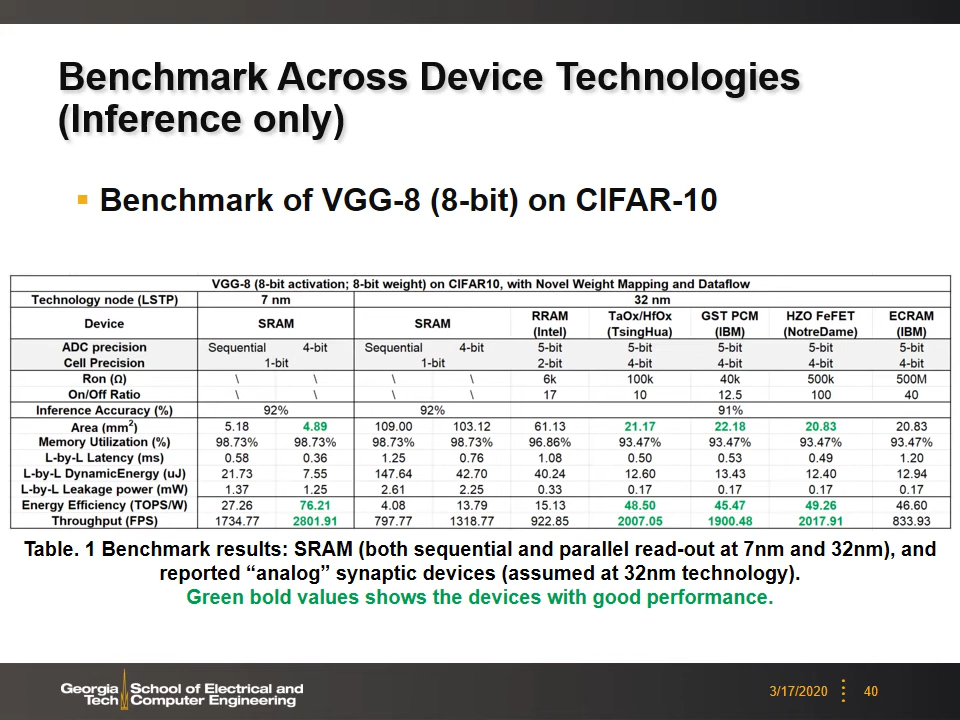 Benchmark Across Device Technologies
(Inference only)
Benchmark of VGG-8 (8-bit) on CIFAR-10
VGG-8 (8-bit activation; 8-bit weight) on CIFAR10, with Novel Weight Mapping and Dataflow
Technology node (LSTP) 7 nm 32 nm
Device SRAM SRAM RRAM (Intel) TaOx/HfOx (TsingHua) GST PCM (IBM) HZO FeFET (NotreDame) ECRAM (IBM)
ADC precision Sequential 4-bit Sequential 4-bit 5-bit 5-bit 5-bit 5-bit 5-bit
Cell Precision 1-bit 1-bit 2-bit 4-bit 4-bit 4-bit 4-bit
Ron (Ω) \ \ \ \ 6k 100k 40k 500k 500M
On/Off Ratio \ \ \ \ 17 10 12.5 100 40
Inference Accuracy (%) 92% 92% 91%
Area (mm²) 5.18 4.89 109.00 103.12 61.13 21.17 22.18 20.83 20.83
Memory Utilization (%) 98.73% 98.73% 98.73% 98.73% 96.86% 93.47% 93.47% 93.47% 93.47%
L-by-L Latency (ms) 0.58 0.36 1.25 0.76 1.08 0.50 0.53 0.49 1.20
L-by-L DynamicEnergy (uJ) 21.73 7.55 147.64 42.70 40.24 12.60 13.43 12.40 12.94
L-by-L Leakage power (mW) 1.37 1.25 2.61 2.25 0.33 0.17 0.17 0.17 0.17
Energy Efficiency (TOPS/W) 27.26 76.21 4.08 13.79 15.13 48.50 45.47 49.26 46.60
Throughput (FPS) 1734.77 2801.91 797.77 1318.77 922.85 2007.05 1900.48 2017.91 833.93
Table. 1 Benchmark results: SRAM (both sequential and parallel read-out at 7nm and 32nm), and
reported “analog” synaptic devices (assumed at 32nm technology).
Green bold values shows the devices with good performance.
Georgia Tech School of Electrical and Computer Engineering
3/17/2020 40